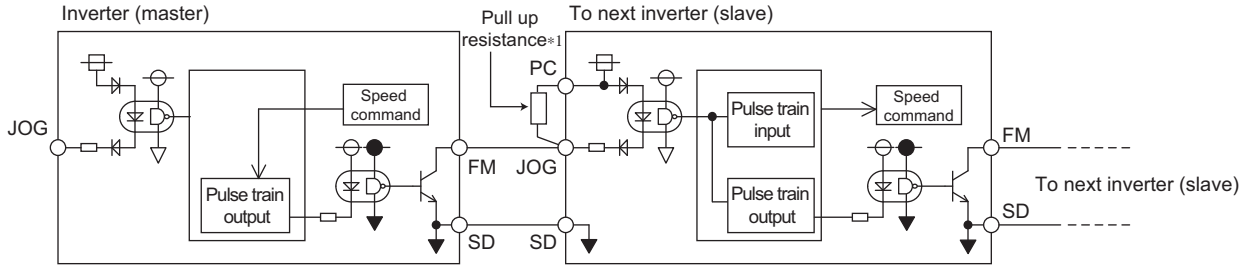 Inverter (master)
JOG
Speed
command
Pulse train
output
FM
SD
Pull up
resistance*1
PC
JOG
SD
To next inverter (slave)
Pulse train
input
Pulse train
output
Speed
command
FM
SD
To next inverter (slave)